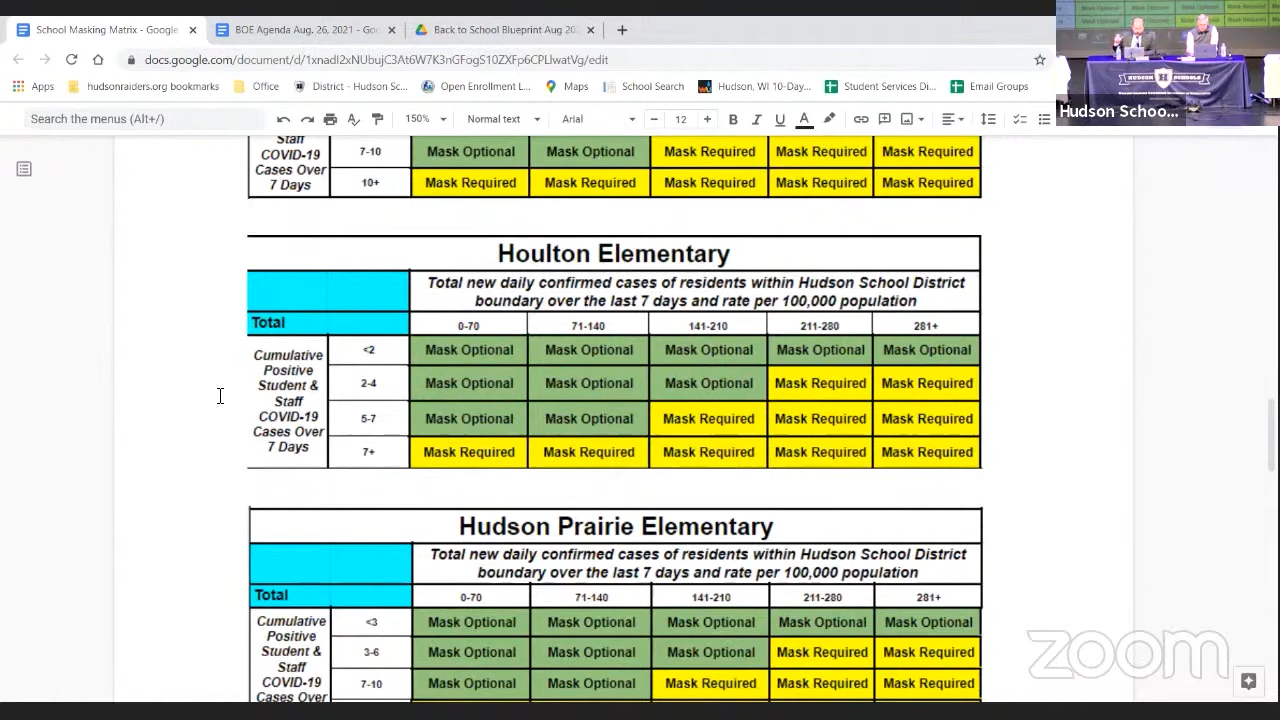 School Masking Matrix - Google
BOE Agenda Aug. 26, 2021 - Go
Back to School Blueprint Aug 20
Apps
hudsonraiders.org bookmarks
Office
District - Hudson Sc...
Maps
School Search
Hudson, WI 10-Day...
Student Services Di...
Email Groups
HUDSON SCHOOLS
Hudson Schoo...
Search the menus (Alt+/)
150%
Normal text
Arial
12
Staff COVID-19 Cases Over 7 Days
7-10 Mask Optional Mask Optional Mask Required Mask Required Mask Required
10+ Mask Required Mask Required Mask Required Mask Required Mask Required
Houlton Elementary
Total new daily confirmed cases of residents within Hudson School District
boundary over the last 7 days and rate per 100,000 population
Total 0-70 71-140 141-210 211-280 281+
Cumulative
Positive
Student &
Staff
COVID-19
Cases Over
7 Days
<2 Mask Optional Mask Optional Mask Optional Mask Optional Mask Optional
2-4 Mask Optional Mask Optional Mask Optional Mask Required Mask Required
5-7 Mask Optional Mask Optional Mask Required Mask Required Mask Required
7+ Mask Required Mask Required Mask Required Mask Required Mask Required
Hudson Prairie Elementary
Total new daily confirmed cases of residents within Hudson School District
boundary over the last 7 days and rate per 100,000 population
Total 0-70 71-140 141-210 211-280 281+
Cumulative
Positive
Student &
Staff
COVID-19
Cases Over
<3 Mask Optional Mask Optional Mask Optional Mask Optional Mask Optional
3-6 Mask Optional Mask Optional Mask Optional Mask Required Mask Required
7-10 Mask Optional Mask Optional Mask Required Mask Required Mask Required
zoom